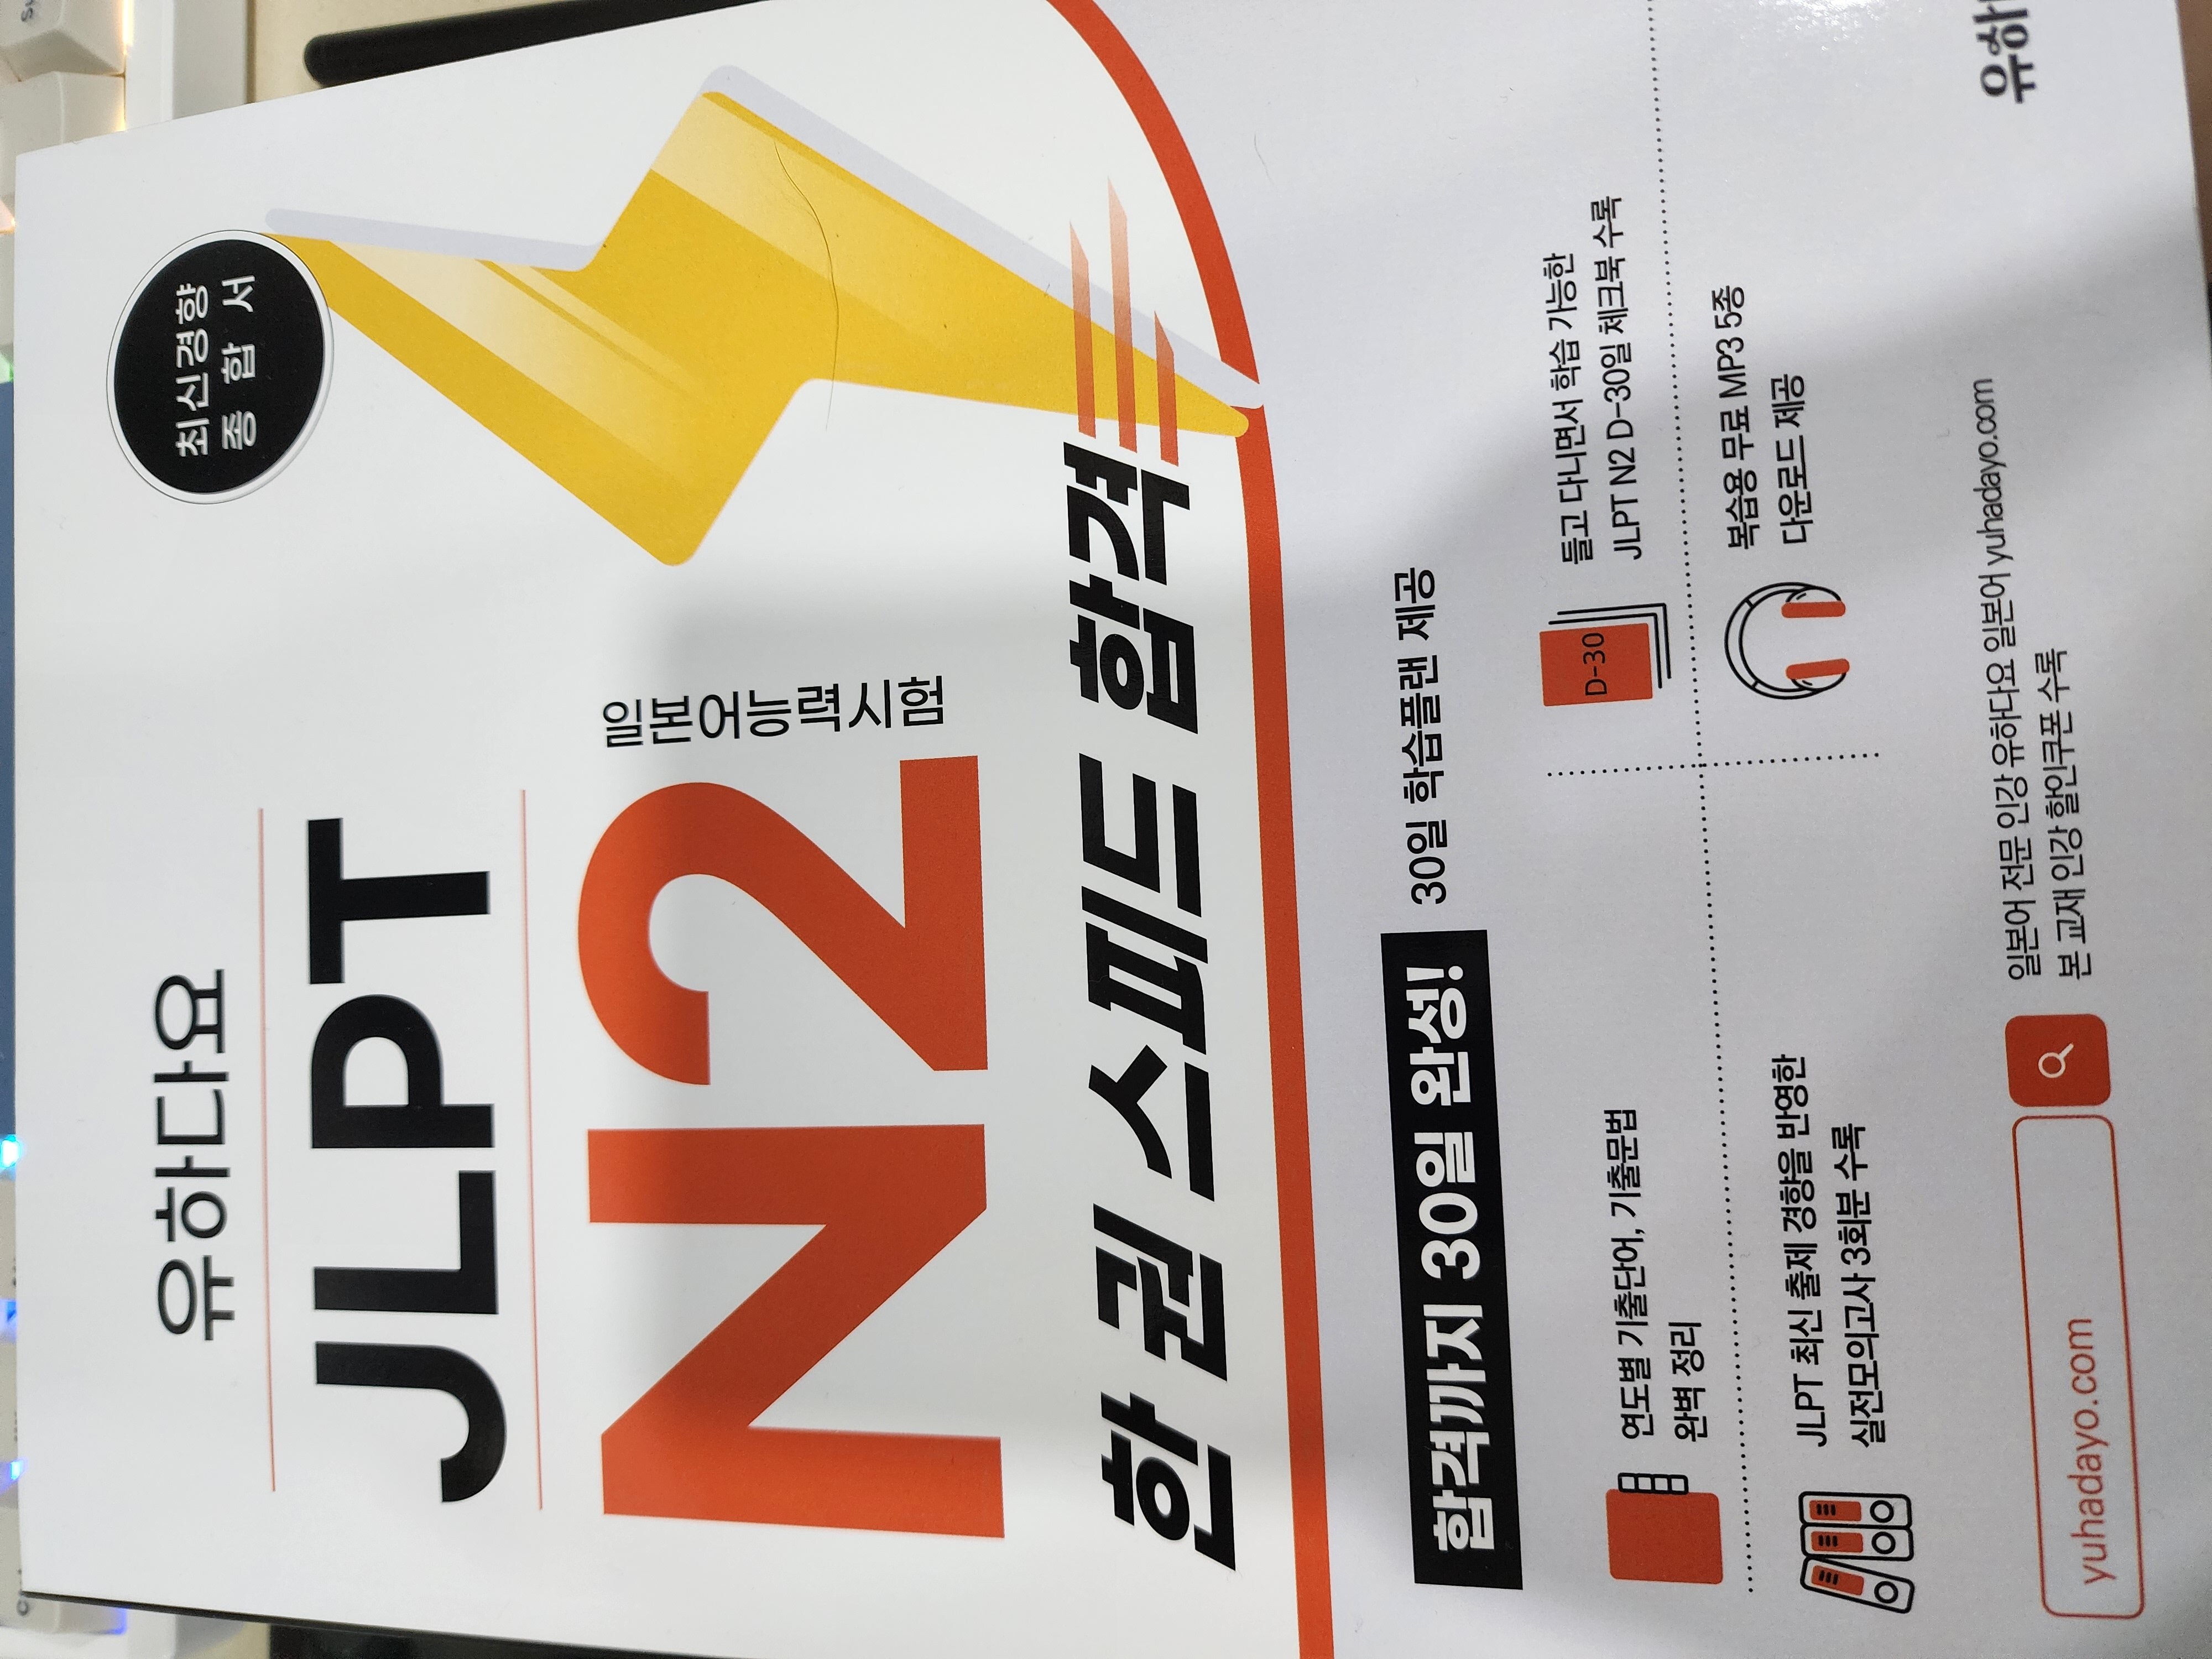 최신경향
종합서
유하다요
JLPT
N2
일본어능력시험
한 권 스피드 합격
합격까지 30일 완성! 30일 학습플랜 제공
연도별 기출단어, 기출문법
완벽 정리
D-30
들고 다니면서 학습 가능한
JLPT N2 D-30일 체크북 수록
JLPT 최신 출제 경향을 반영한
실전모의고사 3회분 수록
복습용 무료 MP3 5종
다운로드 제공
yuhadayo.com
일본어 전문 인강 유하다요 일본어 yuhadayo.com
본 교재 인강 할인쿠폰 수록
유하